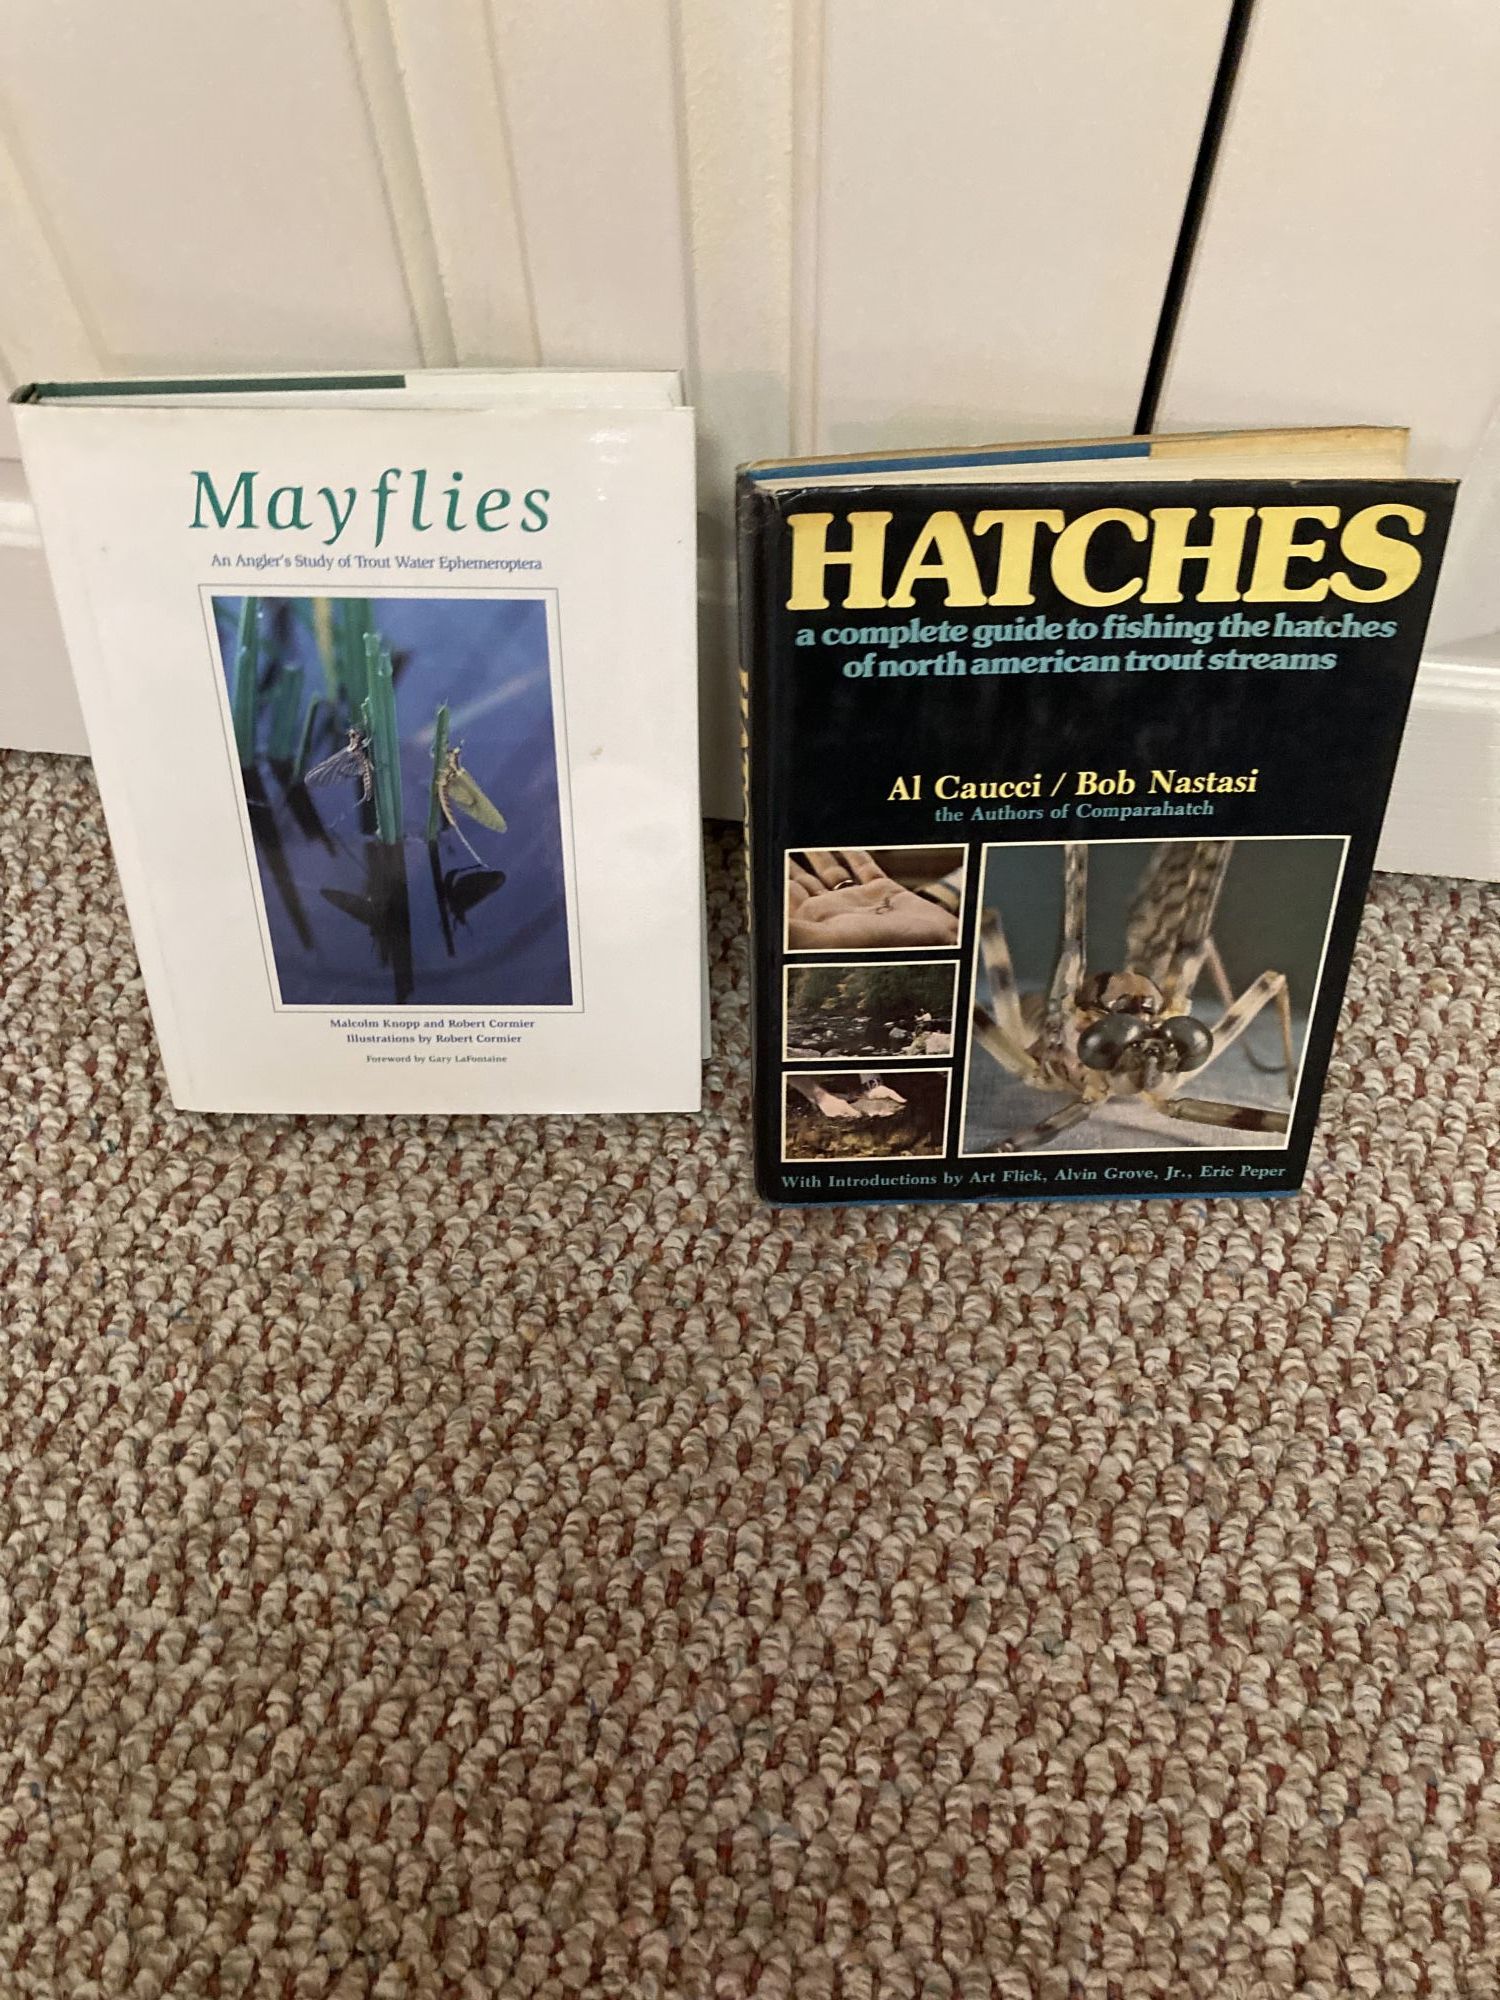 Mayflies
An Angler's Study of Trout Water Ephemeroptera
Malcolm Knopp and Robert Cormier
Illustrations by Robert Cormier
Foreword by Gary LaFontaine
HATCHES
a complete guide to fishing the hatches
of north american trout streams
Al Caucci / Bob Nastasi
the Authors of Comparahatch
With Introductions by Art Flick, Alvin Grove, Jr., Eric Peper